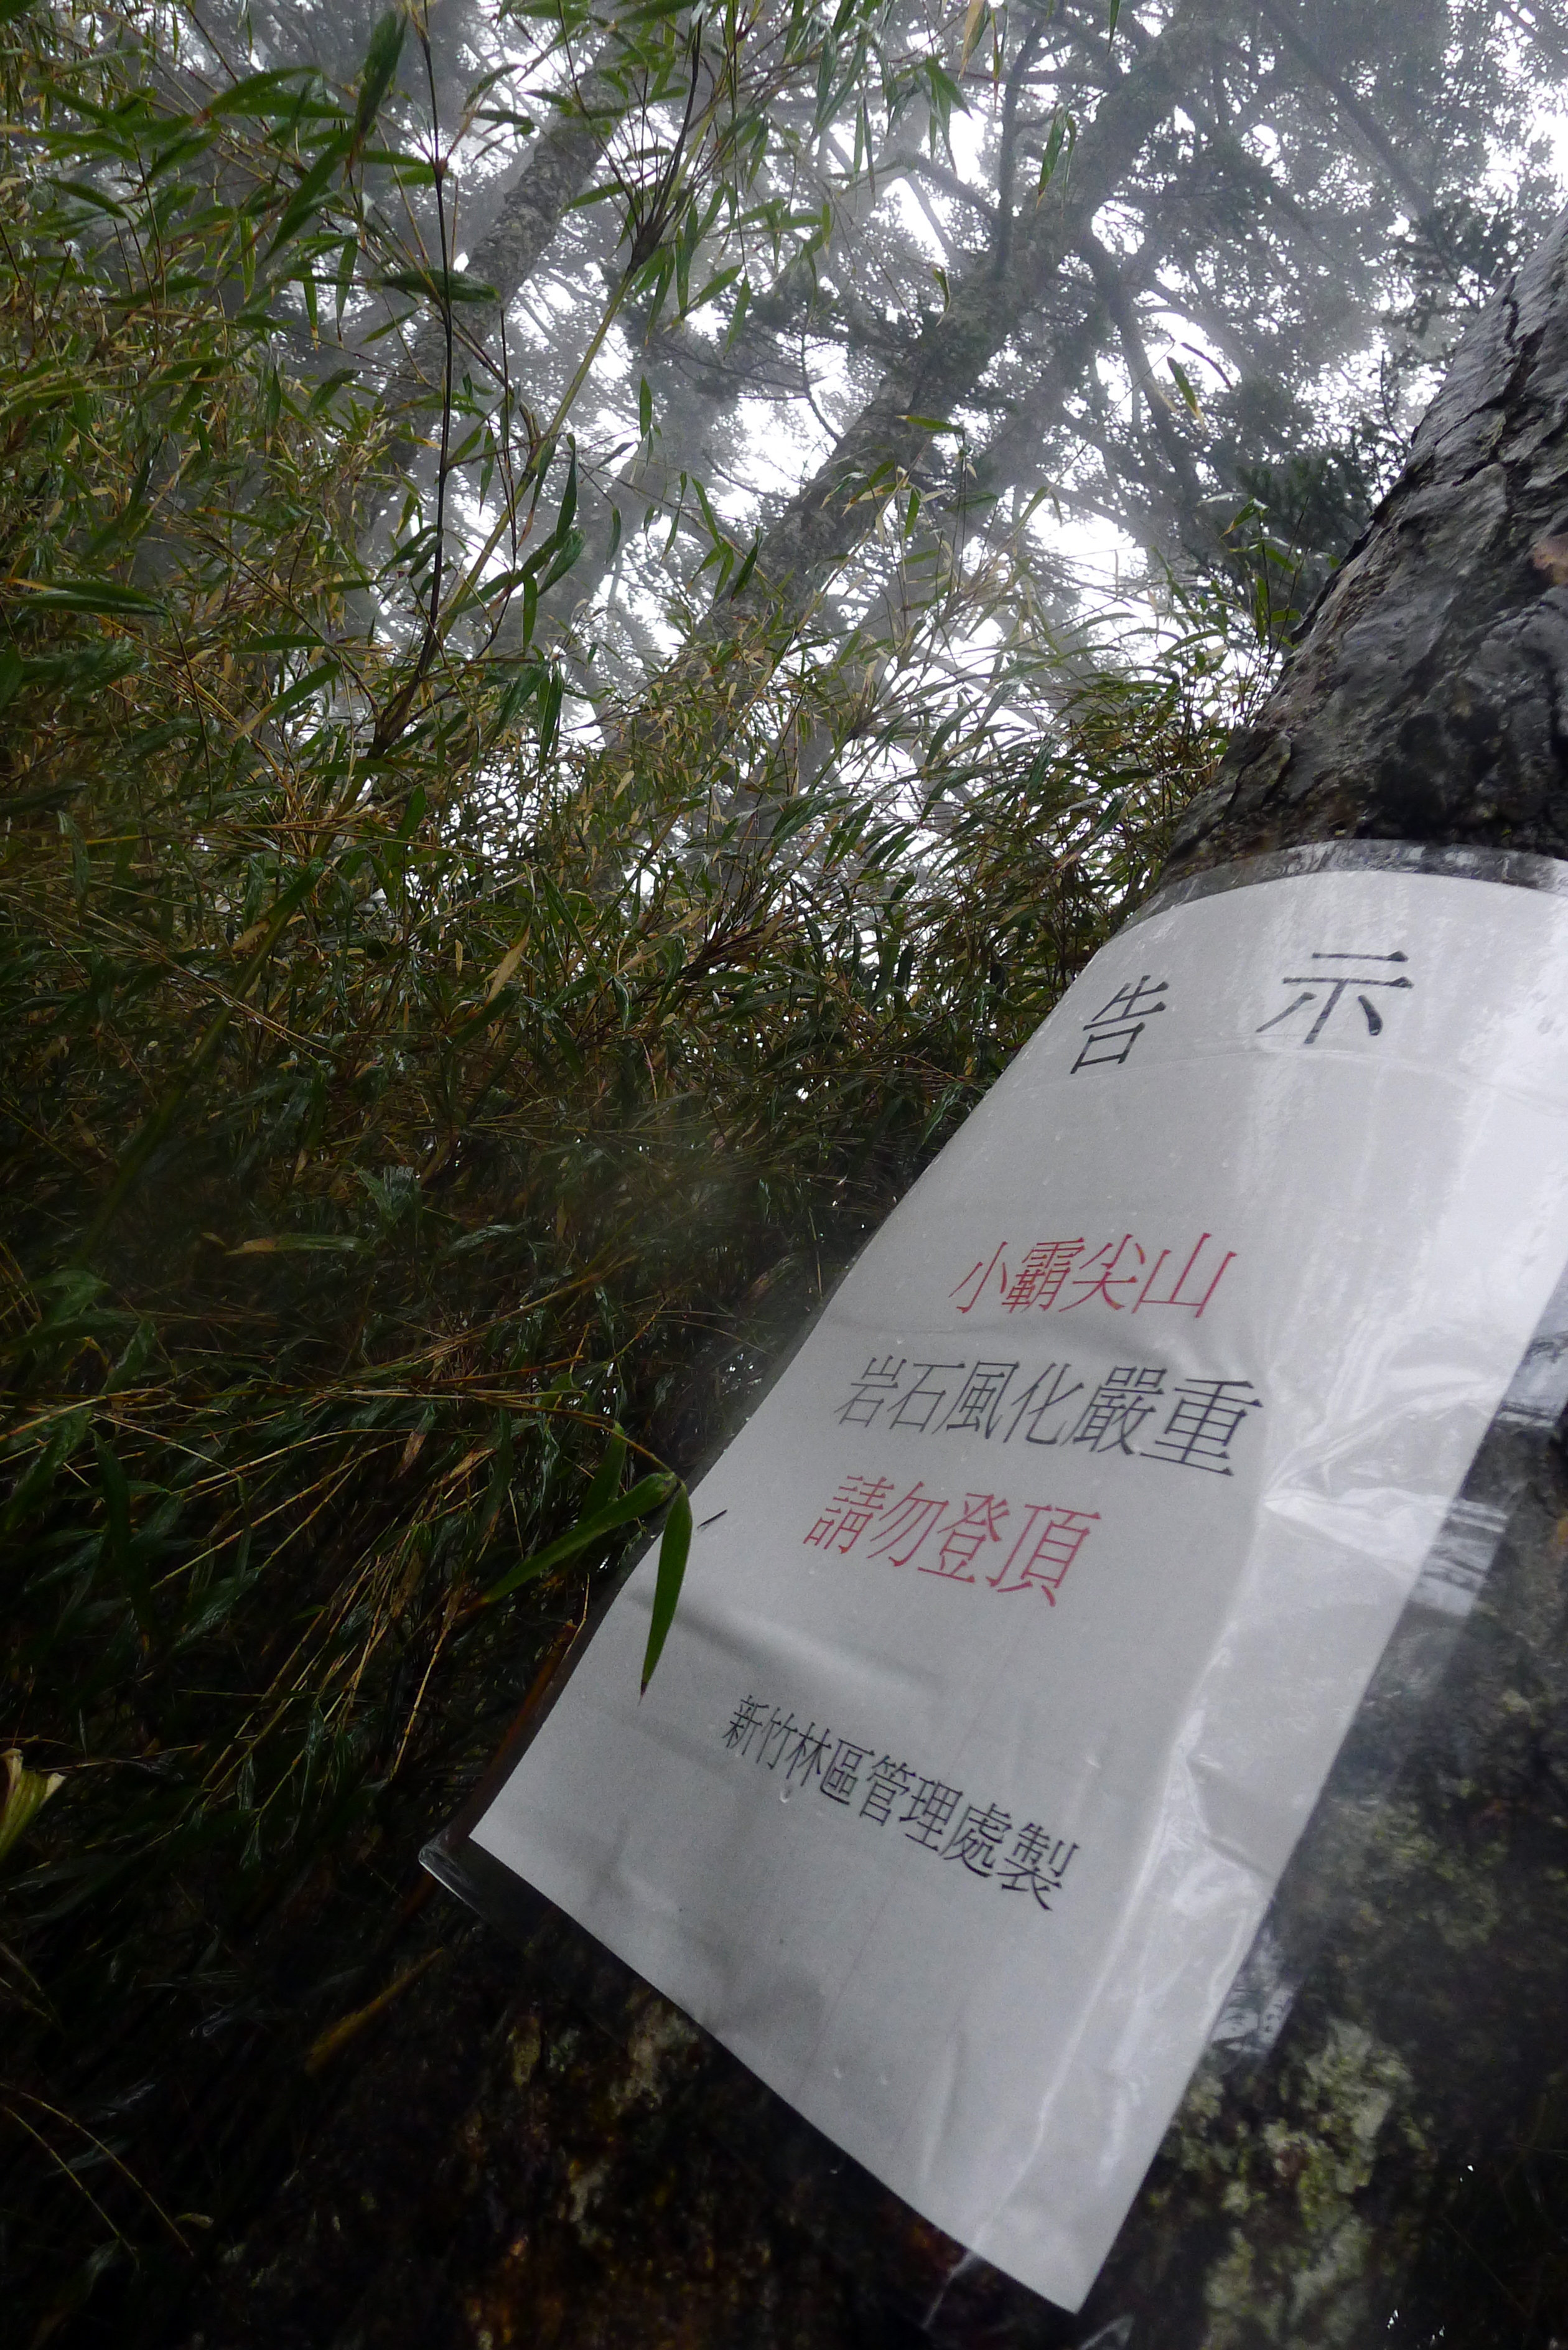 告示
小霸尖山
岩石風化嚴重
請勿登頂
新竹林區管理處製